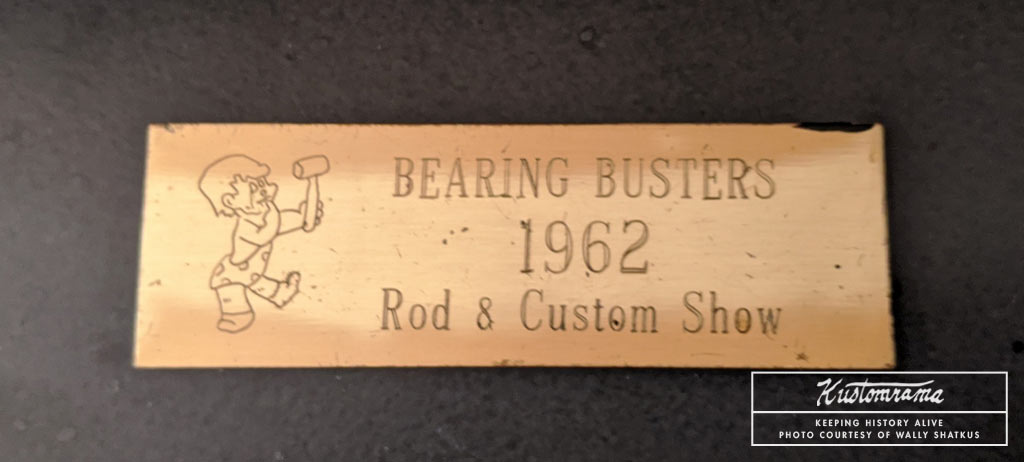 BEARING BUSTERS
1962
Rod & Custom Show
Kustomrama
KEEPING HISTORY ALIVE
PHOTO COURTESY OF WALLY SHATKUS